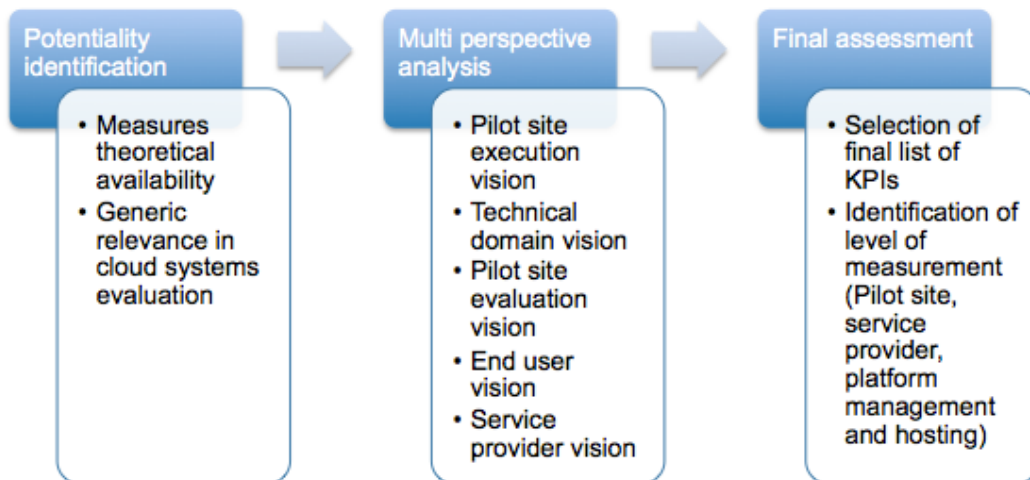 Potentiality
identification
• Measures
theoretical
availability
• Generic
relevance in
cloud systems
evaluation
Multi perspective
analysis
• Pilot site
execution
vision
• Technical
domain vision
• Pilot site
evaluation
vision
• End user
vision
• Service
provider vision
Final assessment
• Selection of
final list of
KPIs
• Identification of
level of
measurement
(Pilot site,
service
provider,
platform
management
and hosting)